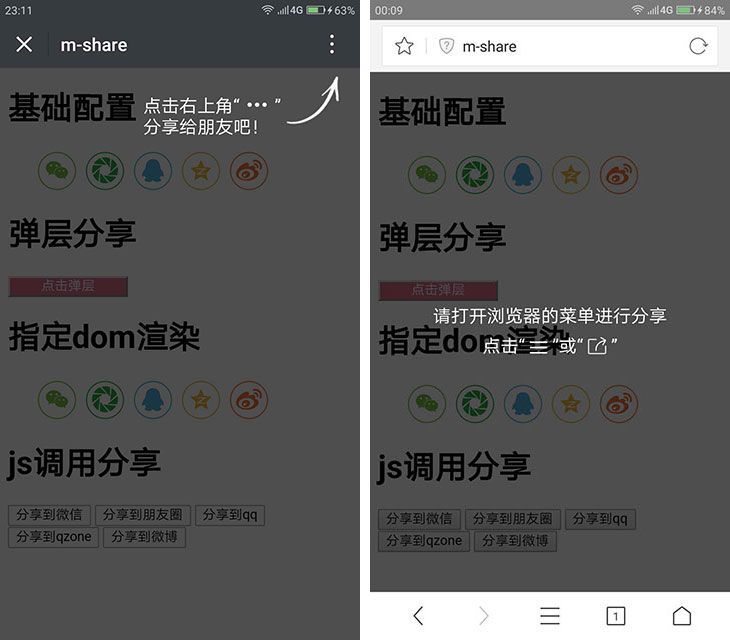 23:11
4G
63%
m-share
基础配置
点击右上角“ ••• ”
分享给朋友吧！
弹层分享
点击弹层
指定dom渲染
js调用分享
分享到微信 分享到朋友圈 分享到qq
分享到qzone 分享到微博
00:09
4G
84%
m-share
基础配置
弹层分享
点击弹层
请打开浏览器的菜单进行分享
指定dom渲染
点击“ ”或“ ”
js调用分享
分享到微信 分享到朋友圈 分享到qq
分享到qzone 分享到微博
1